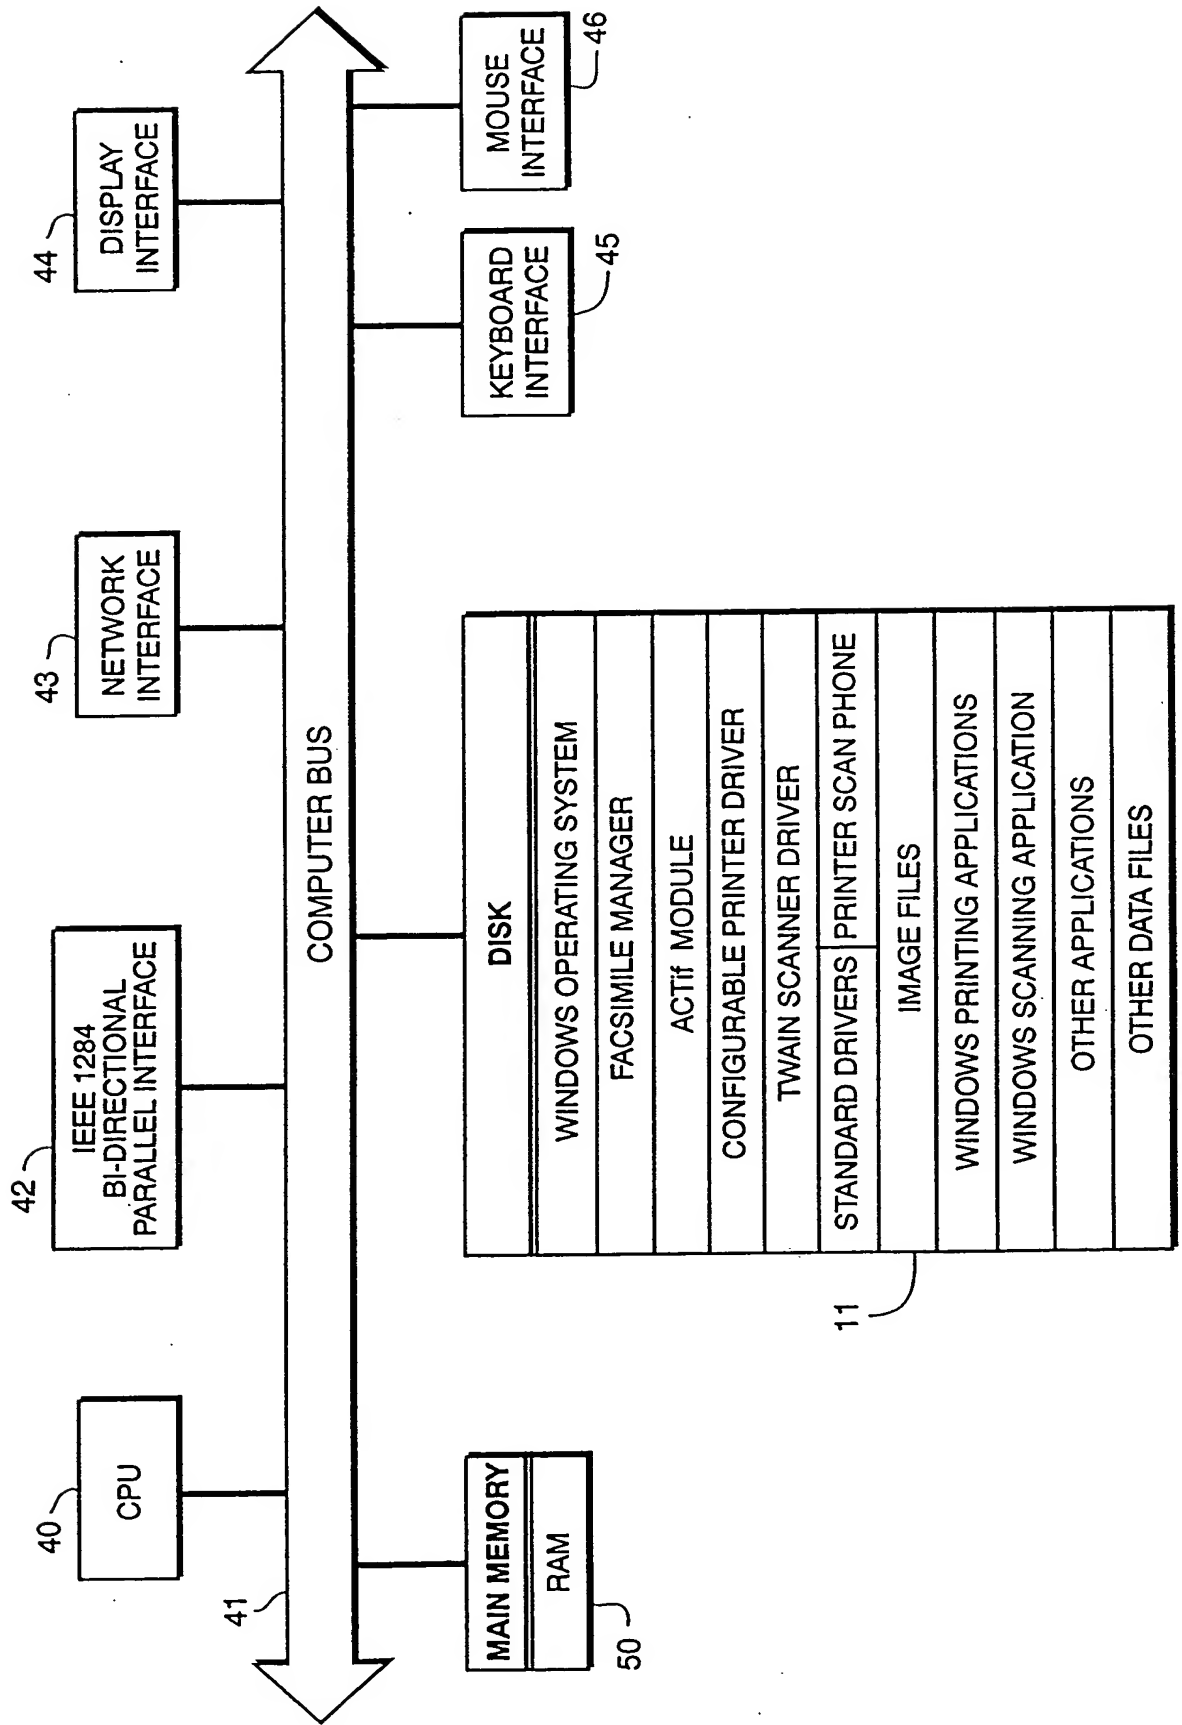 40
CPU
42
IEEE 1284
BI-DIRECTIONAL
PARALLEL INTERFACE
43
NETWORK
INTERFACE
44
DISPLAY
INTERFACE
41
COMPUTER BUS
MAIN MEMORY
RAM
50
DISK
WINDOWS OPERATING SYSTEM
FACSIMILE MANAGER
ACTif MODULE
CONFIGURABLE PRINTER DRIVER
TWAIN SCANNER DRIVER
STANDARD DRIVERS PRINTER SCAN PHONE
IMAGE FILES
WINDOWS PRINTING APPLICATIONS
WINDOWS SCANNING APPLICATION
OTHER APPLICATIONS
OTHER DATA FILES
11
KEYBOARD
INTERFACE
45
MOUSE
INTERFACE
46